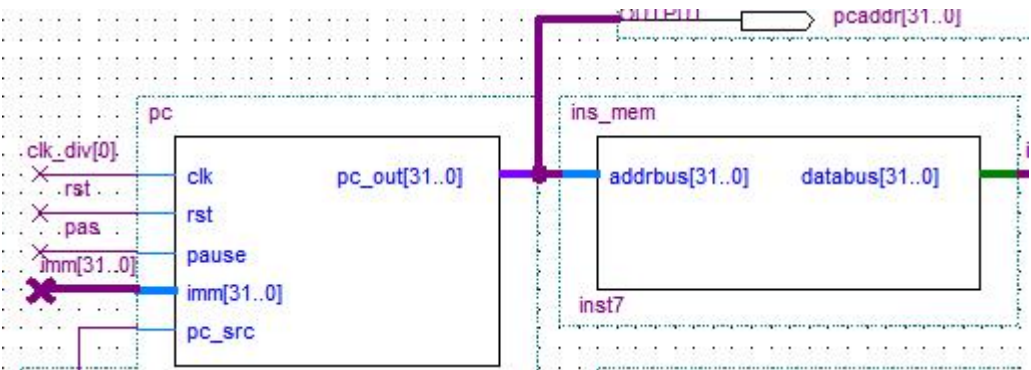 OUTPUT
pcaddr[31..0]
pc
ins_mem
clk_div[0]
clk
pc_out[31..0]
addrbus[31..0]
databus[31..0]
rst
rst
pas
pause
imm[31..0]
imm[31..0]
pc_src
inst7